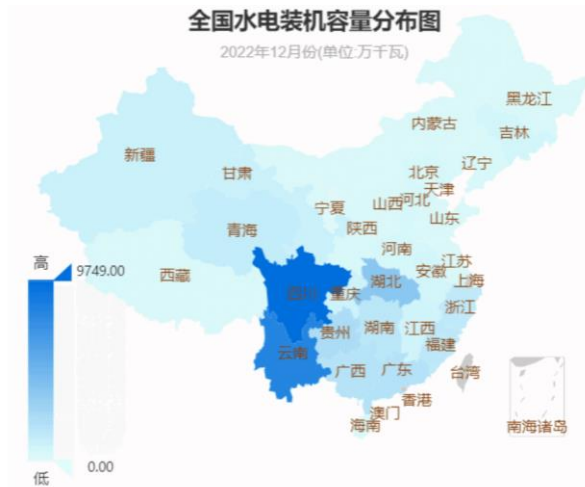 全国水电装机容量分布图
2022年12月份(单位:万千瓦)
黑龙江
内蒙古
吉林
新疆
辽宁
北京
甘肃
天津
河北
山西
宁夏
山东
陕西
青海
河南
江苏
安徽
高
9749.00
西藏
上海
湖北
四川
重庆
浙江
湖南
江西
贵州
福建
云南
广东
广西
台湾
香港
澳门
海南
南海诸岛
0.00
低